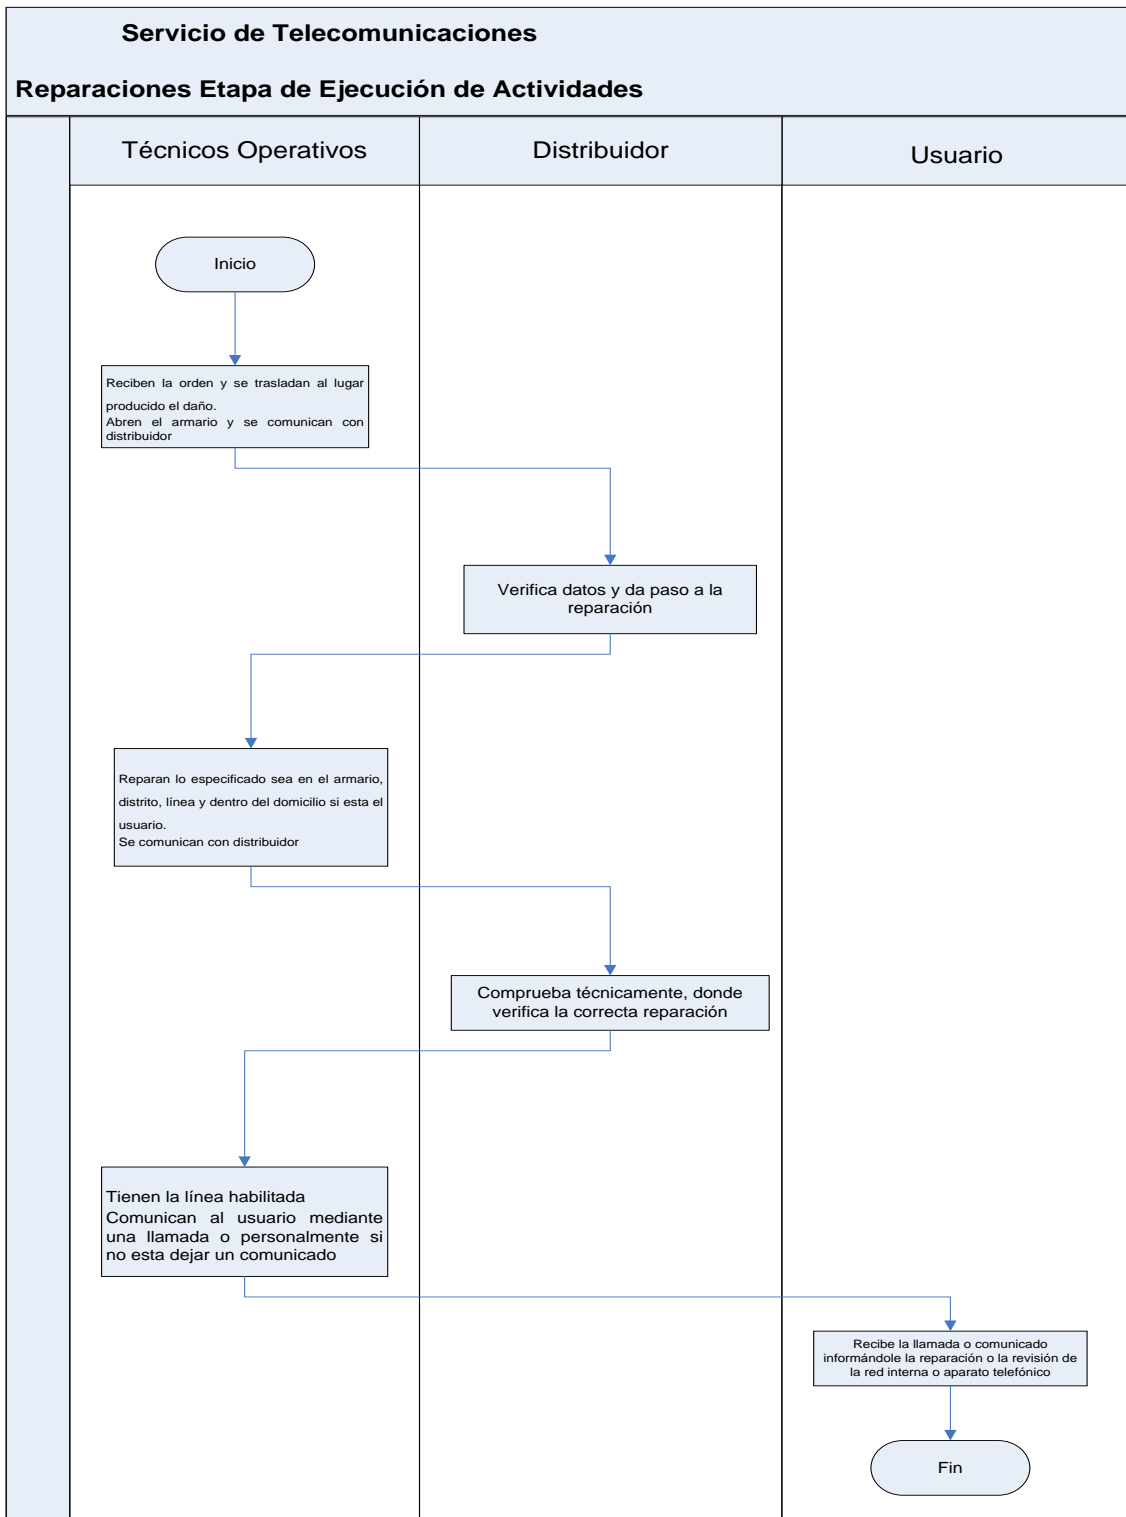 Servicio de Telecomunicaciones
Reparaciones Etapa de Ejecución de Actividades
Técnicos Operativos
Distribuidor
Usuario
Inicio
Reciben la orden y se trasladan al lugar
producido el daño.
Abren el armario y se comunican con
distribuidor
Verifica datos y da paso a la
reparación
Reparan lo especificado sea en el armario,
distrito, línea y dentro del domicilio si esta el
usuario.
Se comunican con distribuidor
Comprueba técnicamente, donde
verifica la correcta reparación
Tienen la línea habilitada
Comunican al usuario mediante
una llamada o personalmente si
no esta dejar un comunicado
Recibe la llamada o comunicado
informándole la reparación o la revisión de
la red interna o aparato telefónico
Fin